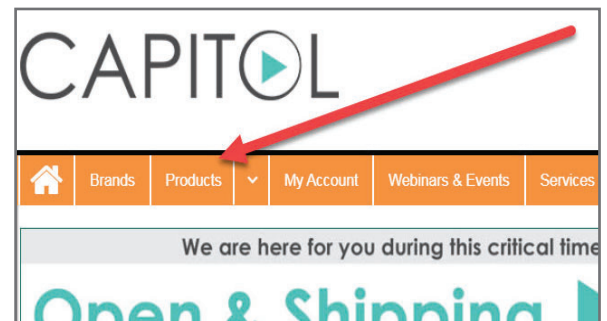 CAPITOL
Brands Products My Account Webinars & Events Services
We are here for you during this critical time
Open & Shipping